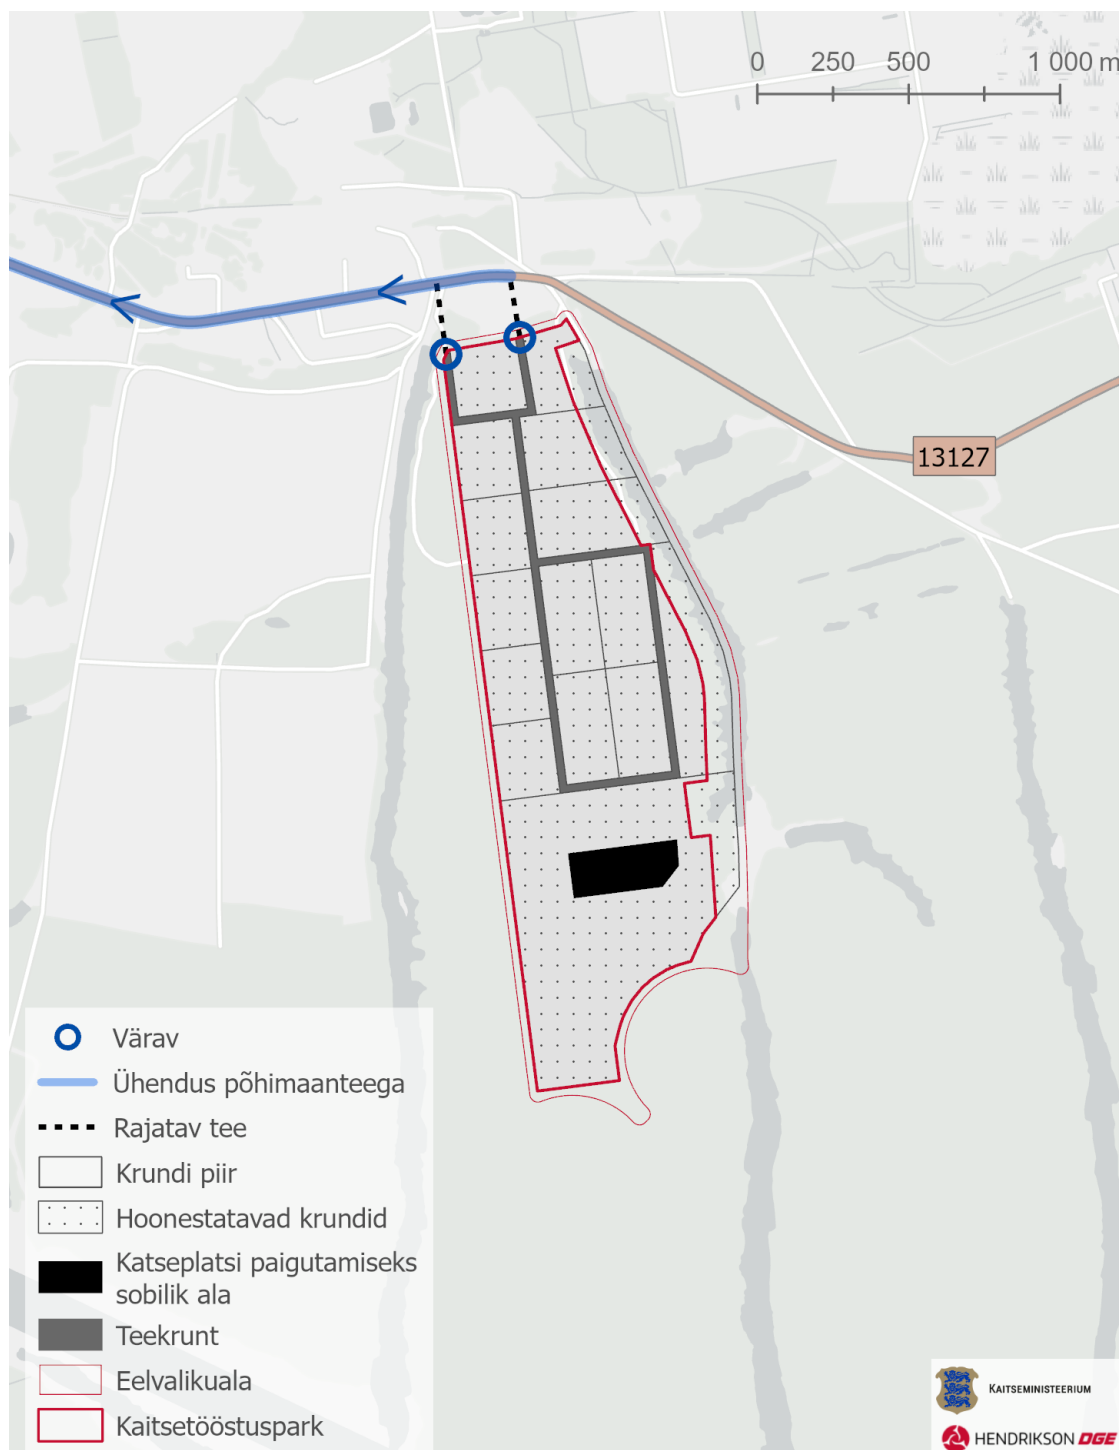 0 250 500 1 000 m
13127
Värav
Ühendus põhimaanteega
Rajatav tee
Krundi piir
Hoonestatavad krundid
Katseplatsi paigutamiseks
sobilik ala
Teekrunt
Eelvalikuala
Kaitsetööstuspark
KAITSEMINISTEERIUM
HENDRIKSON DGE